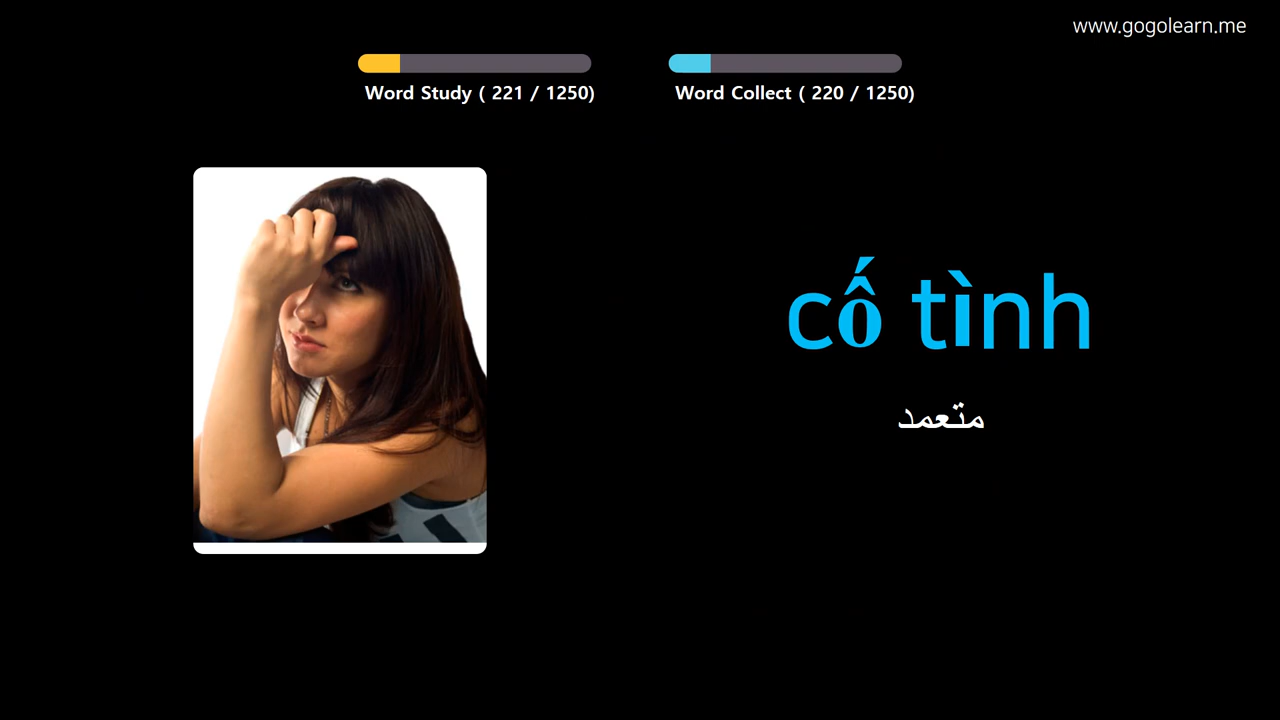 www.gogolearn.me
Word Study ( 221 / 1250)
Word Collect ( 220 / 1250)
cố tình
متعمد